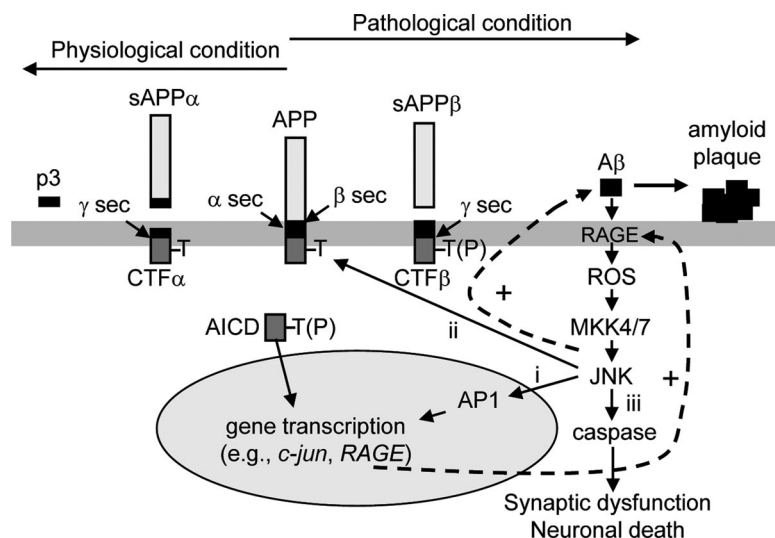 Pathological condition
Physiological condition
sAPPα
APP
sAPPβ
amyloid
plaque
Aβ
p3
γ sec
α sec
β sec
γ sec
RAGE
T
T
T(P)
CTFα
CTFβ
ROS
+
AICD
T(P)
ii
MKK4/7
i
JNK
+
AP1
iii
gene transcription
caspase
(e.g., c-jun, RAGE)
Synaptic dysfunction
Neuronal death